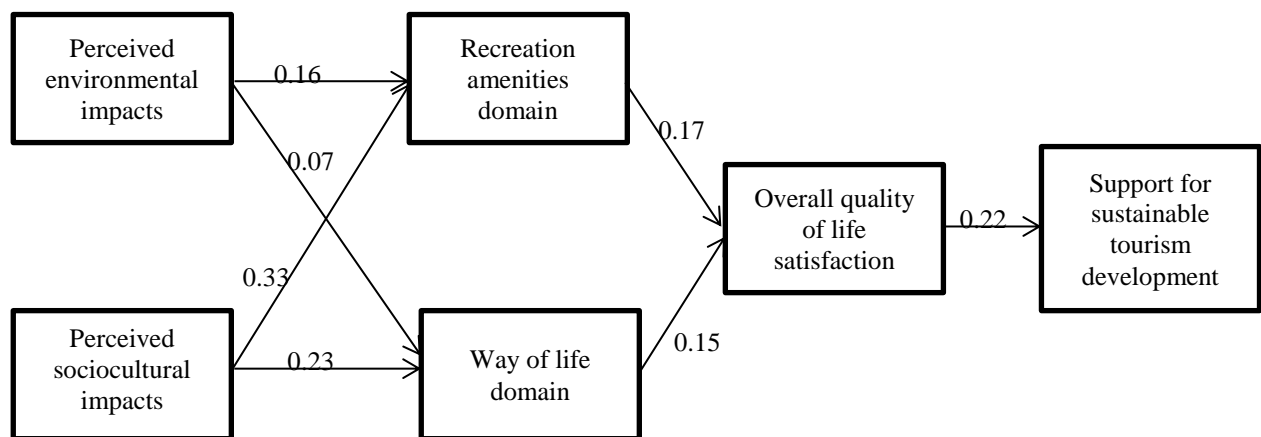 Perceived
environmental
impacts
0.16
Recreation
amenities
domain
0.07
0.17
Overall quality
of life
satisfaction
0.22
Support for
sustainable
tourism
development
0.33
Perceived
sociocultural
impacts
0.23
Way of life
domain
0.15